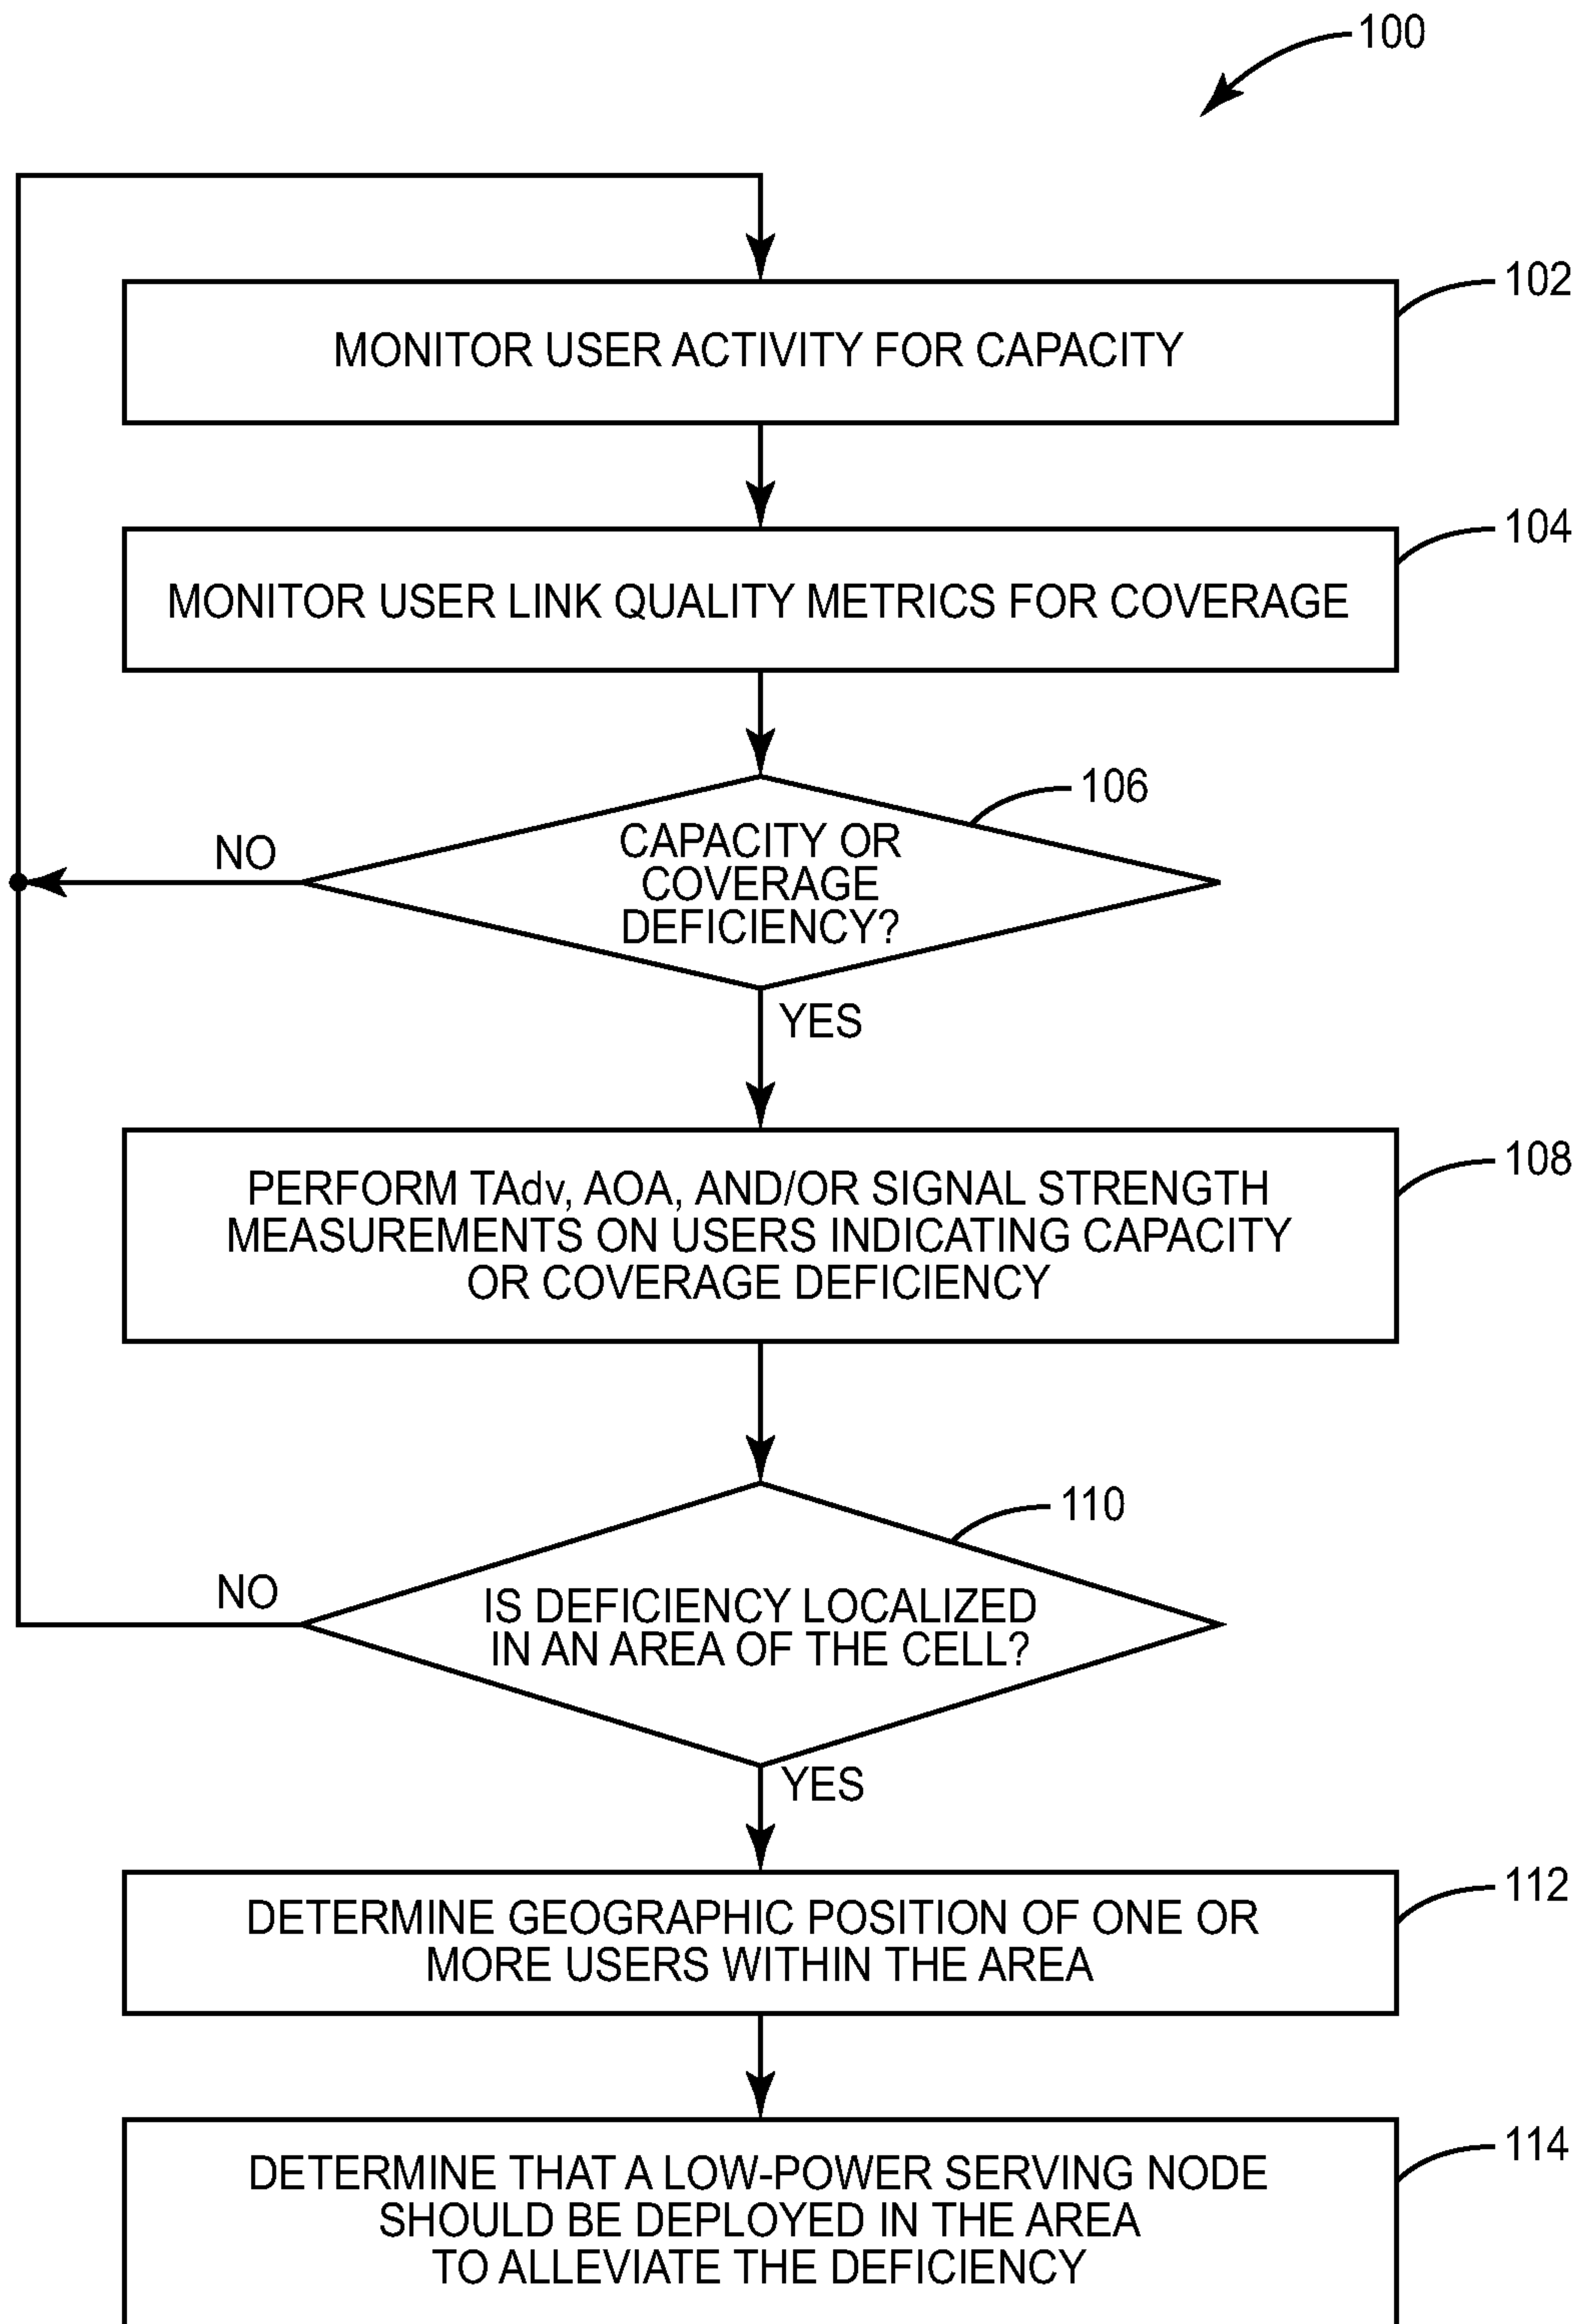 100
102
MONITOR USER ACTIVITY FOR CAPACITY
104
MONITOR USER LINK QUALITY METRICS FOR COVERAGE
106
CAPACITY OR
COVERAGE
DEFICIENCY?
NO
YES
108
PERFORM TAdv, AOA, AND/OR SIGNAL STRENGTH
MEASUREMENTS ON USERS INDICATING CAPACITY
OR COVERAGE DEFICIENCY
110
IS DEFICIENCY LOCALIZED
IN AN AREA OF THE CELL?
NO
YES
112
DETERMINE GEOGRAPHIC POSITION OF ONE OR
MORE USERS WITHIN THE AREA
114
DETERMINE THAT A LOW-POWER SERVING NODE
SHOULD BE DEPLOYED IN THE AREA
TO ALLEVIATE THE DEFICIENCY